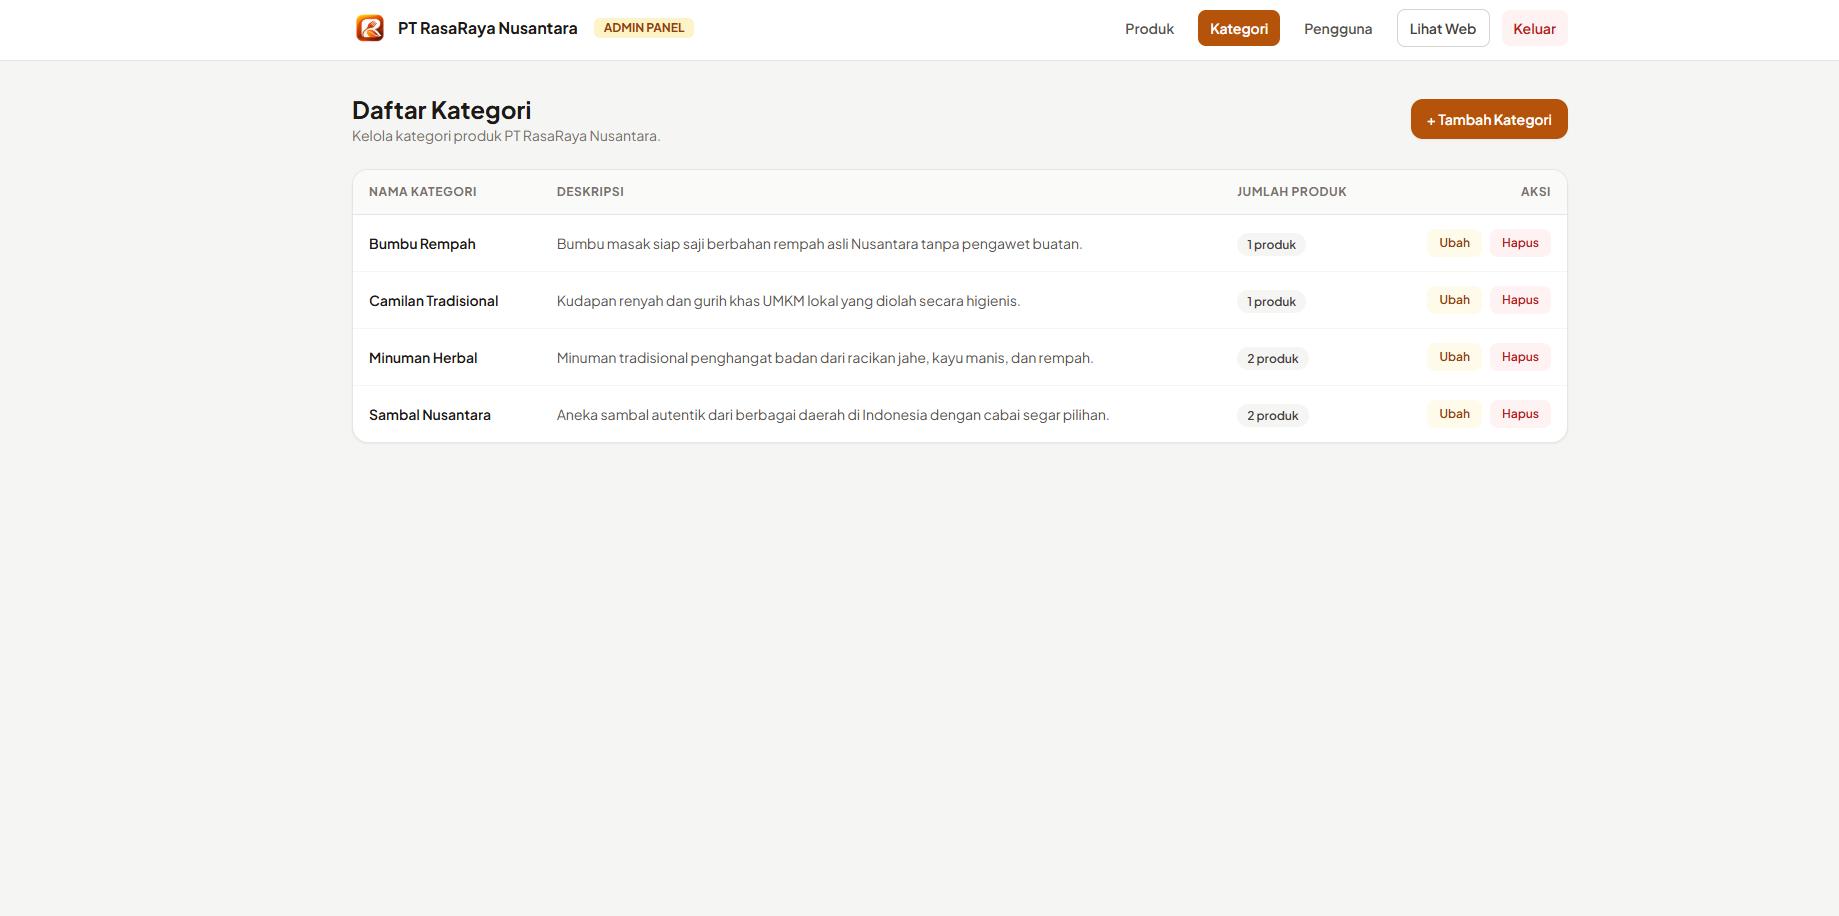 PT RasaRaya Nusantara ADMIN PANEL Produk Kategori Pengguna Lihat Web Keluar
Daftar Kategori
Kelola kategori produk PT RasaRaya Nusantara.
+ Tambah Kategori
NAMA KATEGORI DESKRIPSI JUMLAH PRODUK AKSI
Bumbu Rempah Bumbu masak siap saji berbahan rempah asli Nusantara tanpa pengawet buatan. 1 produk Ubah Hapus
Camilan Tradisional Kudapan renyah dan gurih khas UMKM lokal yang diolah secara higienis. 1 produk Ubah Hapus
Minuman Herbal Minuman tradisional penghangat badan dari racikan jahe, kayu manis, dan rempah. 2 produk Ubah Hapus
Sambal Nusantara Aneka sambal autentik dari berbagai daerah di Indonesia dengan cabai segar pilihan. 2 produk Ubah Hapus